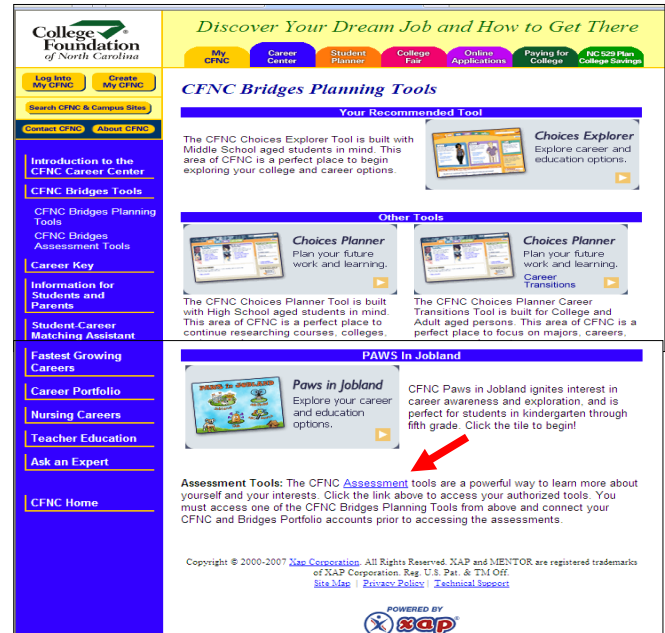 College
Foundation
of North Carolina
Discover Your Dream Job and How to Get There
My
CFNC
Career
Center
Student
Planner
College
Fair
Online
Applications
Paying for
College
NC 529 Plan
College Savings
Log Into
My CFNC
Create
My CFNC
Search CFNC & Campus Sites
Contact CFNC
About CFNC
Introduction to the
CFNC Career Center
CFNC Bridges Tools
CFNC Bridges Planning
Tools
CFNC Bridges
Assessment Tools
Career Key
Information for
Students and
Parents
Student-Career
Matching Assistant
Fastest Growing
Careers
Career Portfolio
Nursing Careers
Teacher Education
Ask an Expert
CFNC Home
CFNC Bridges Planning Tools
Your Recommended Tool
The CFNC Choices Explorer Tool is built with
Middle School aged students in mind. This
area of CFNC is a perfect place to begin
exploring your college and career options.
Choices Explorer
Explore career and
education options.
Other Tools
Choices Planner
Plan your future
work and learning.
The CFNC Choices Planner Tool is built
with High School aged students in mind.
This area of CFNC is a perfect place to
continue researching courses, colleges,
Choices Planner
Plan your future
work and learning.
Career
Transitions
The CFNC Choices Planner Career
Transitions Tool is built for College and
Adult aged persons. This area of CFNC is a
perfect place to focus on majors, careers,
PAWS In Jobland
PAWS in JOBLAND
Paws in Jobland
Explore your career
and education
options.
CFNC Paws in Jobland ignites interest in
career awareness and exploration, and is
perfect for students in kindergarten through
fifth grade. Click the tile to begin!
Assessment Tools: The CFNC Assessment tools are a powerful way to learn more about
yourself and your interests. Click the link above to access your authorized tools. You
must access one of the CFNC Bridges Planning Tools from above and connect your
CFNC and Bridges Portfolio accounts prior to accessing the assessments.
Copyright © 2000-2007 Xap Corporation. All Rights Reserved. XAP and MENTOR are registered trademarks
of XAP Corporation. Reg. U.S. Pat. & TM Off.
Site Map | Privacy Policy | Technical Support
POWERED BY
xap